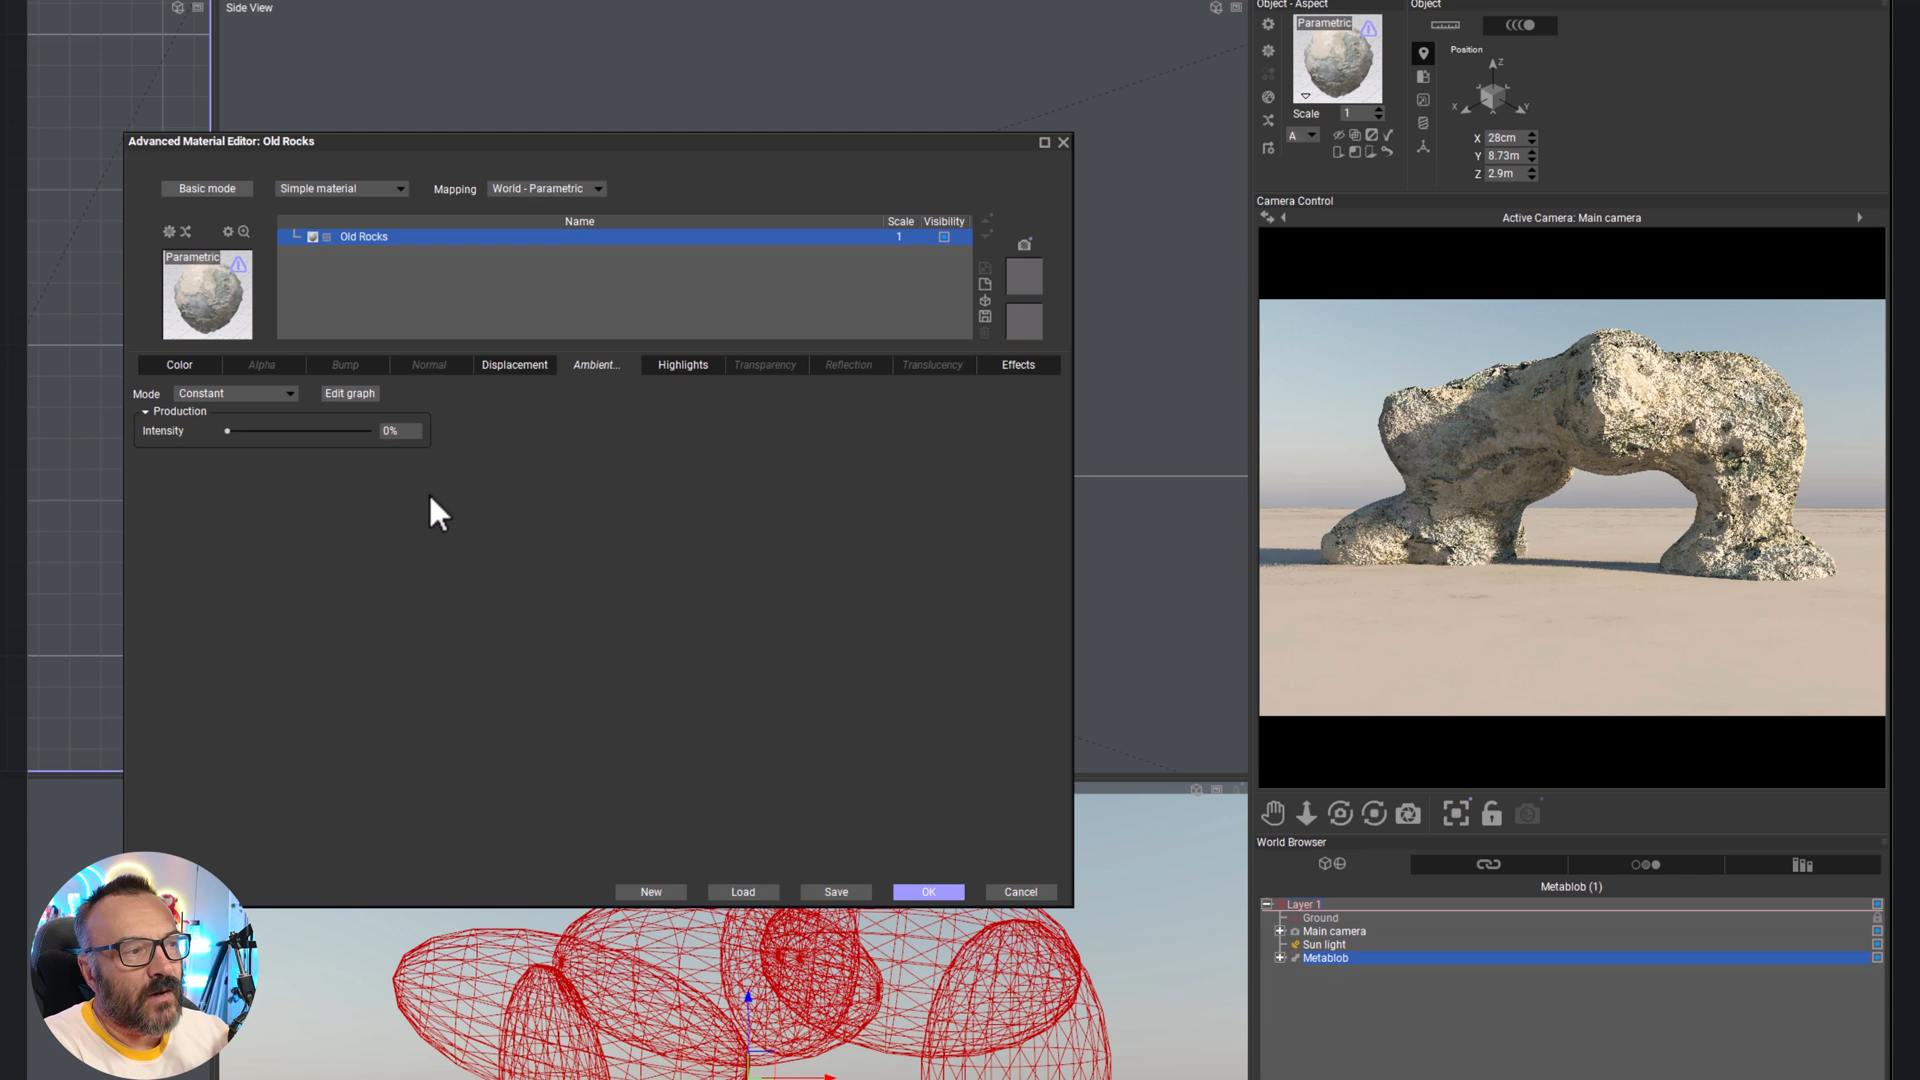 Side View
Object - Aspect
Object
Parametric
Position
Z
X
Y
Scale
1
A
X 28cm
Y 8.73m
Z 2.9m
Advanced Material Editor: Old Rocks
Basic mode
Simple material
Mapping
World - Parametric
Name
Scale
Visibility
Old Rocks
1
Parametric
Color
Alpha
Bump
Normal
Displacement
Ambient...
Highlights
Transparency
Reflection
Translucency
Effects
Mode
Constant
Edit graph
Production
Intensity
0%
New
Load
Save
OK
Cancel
Camera Control
Active Camera: Main camera
World Browser
Metablob (1)
Layer 1
Ground
Main camera
Sun light
Metablob